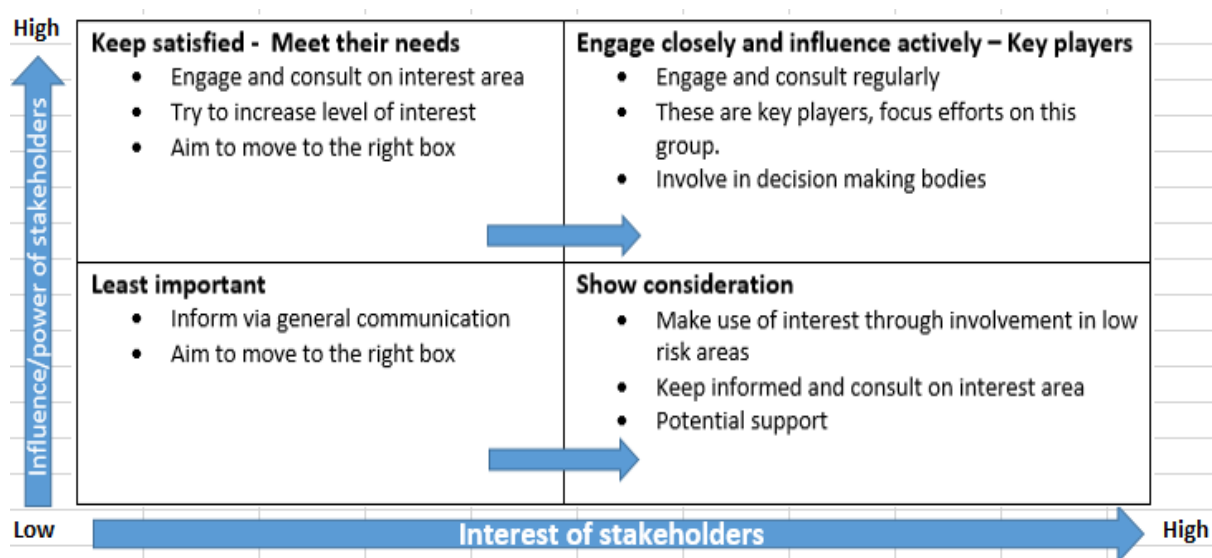 High
Keep satisfied - Meet their needs
• Engage and consult on interest area
• Try to increase level of interest
• Aim to move to the right box
Engage closely and influence actively – Key players
• Engage and consult regularly
• These are key players, focus efforts on this
group.
• Involve in decision making bodies
Influence/power of stakeholders
Least important
• Inform via general communication
• Aim to move to the right box
Show consideration
• Make use of interest through involvement in low
risk areas
• Keep informed and consult on interest area
• Potential support
Low
Interest of stakeholders
High